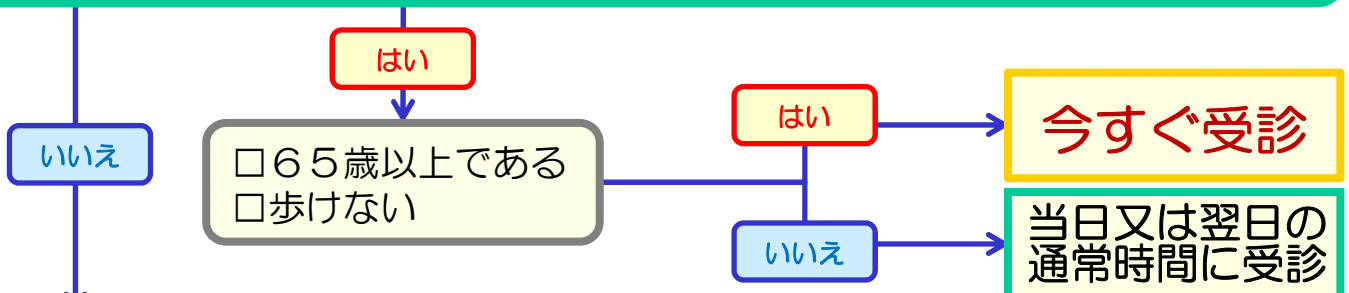 はい
いいえ
□６５歳以上である
□歩けない
はい
今すぐ受診
いいえ
当日又は翌日の
通常時間に受診